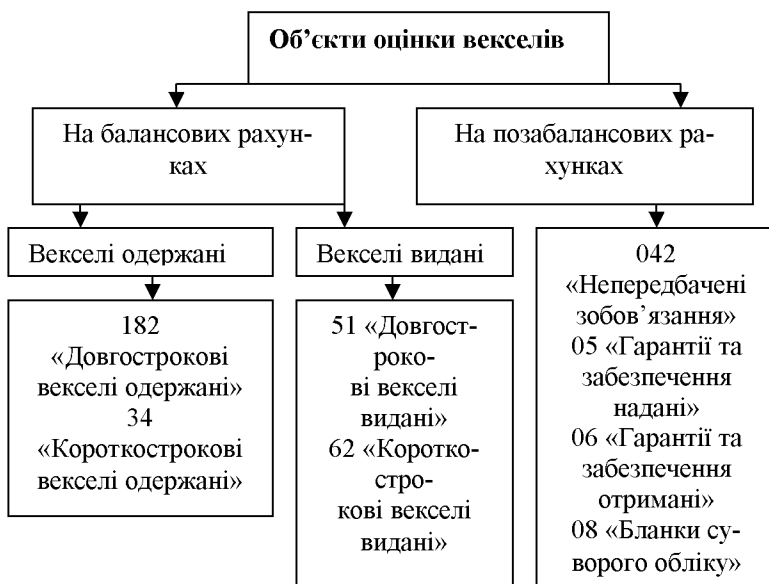 Об’єкти оцінки векселів
На балансових рахун-
ках
На позабалансових ра-
хунках
Векселі одержані
Векселі видані
182
«Довгострокові
векселі одержані»
34
«Короткострокові
векселі одержані»
51 «Довгост-
роко-
ві векселі
видані»
62 «Коротко-
стро-
кові векселі
видані»
042
«Непередбачені
зобов’язання»
05 «Гарантії та
забезпечення
надані»
06 «Гарантії та
забезпечення
отримані»
08 «Бланки су-
ворого обліку»